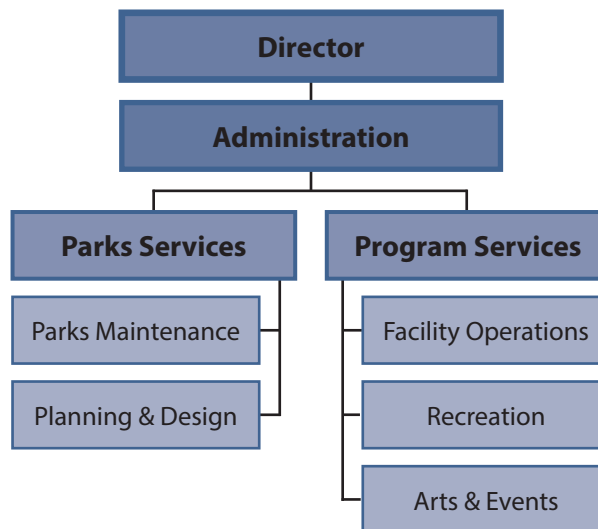 Director
Administration
Parks Services
Parks Maintenance
Planning & Design
Program Services
Facility Operations
Recreation
Arts & Events